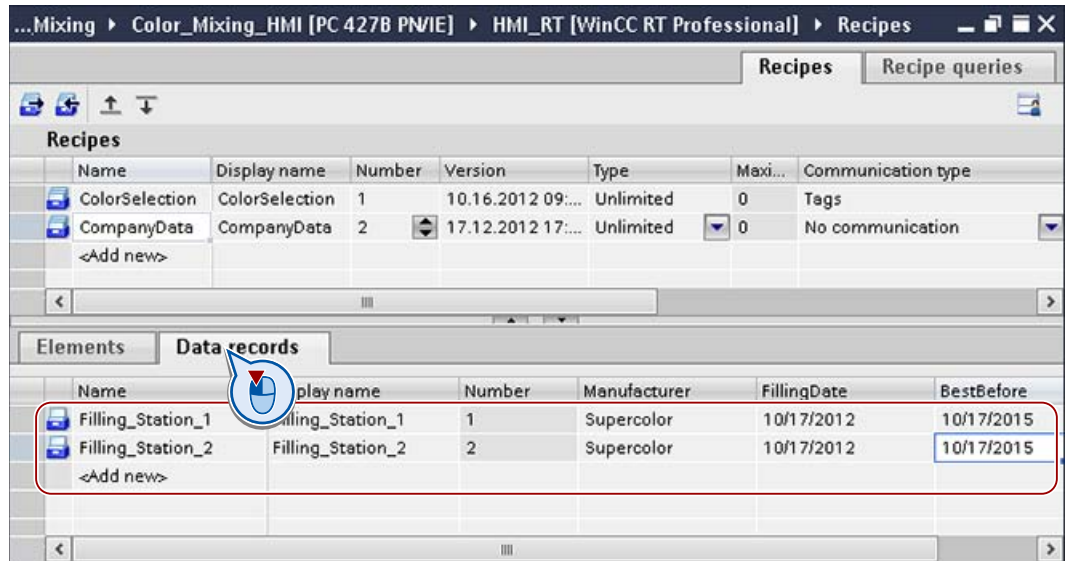 ...Mixing ▸ Color_Mixing_HMI [PC 427B PN/IE] ▸ HMI_RT [WinCC RT Professional] ▸ Recipes
Recipes Recipe queries
Recipes
Name Display name Number Version Type Maxi... Communication type
ColorSelection ColorSelection 1 10.16.2012 09:... Unlimited 0 Tags
CompanyData CompanyData 2 17.12.2012 17:... Unlimited 0 No communication
<Add new>
Elements Data records
Name play name Number Manufacturer FillingDate BestBefore
Filling_Station_1 illing_Station_1 1 Supercolor 10/17/2012 10/17/2015
Filling_Station_2 Filling_Station_2 2 Supercolor 10/17/2012 10/17/2015
<Add new>